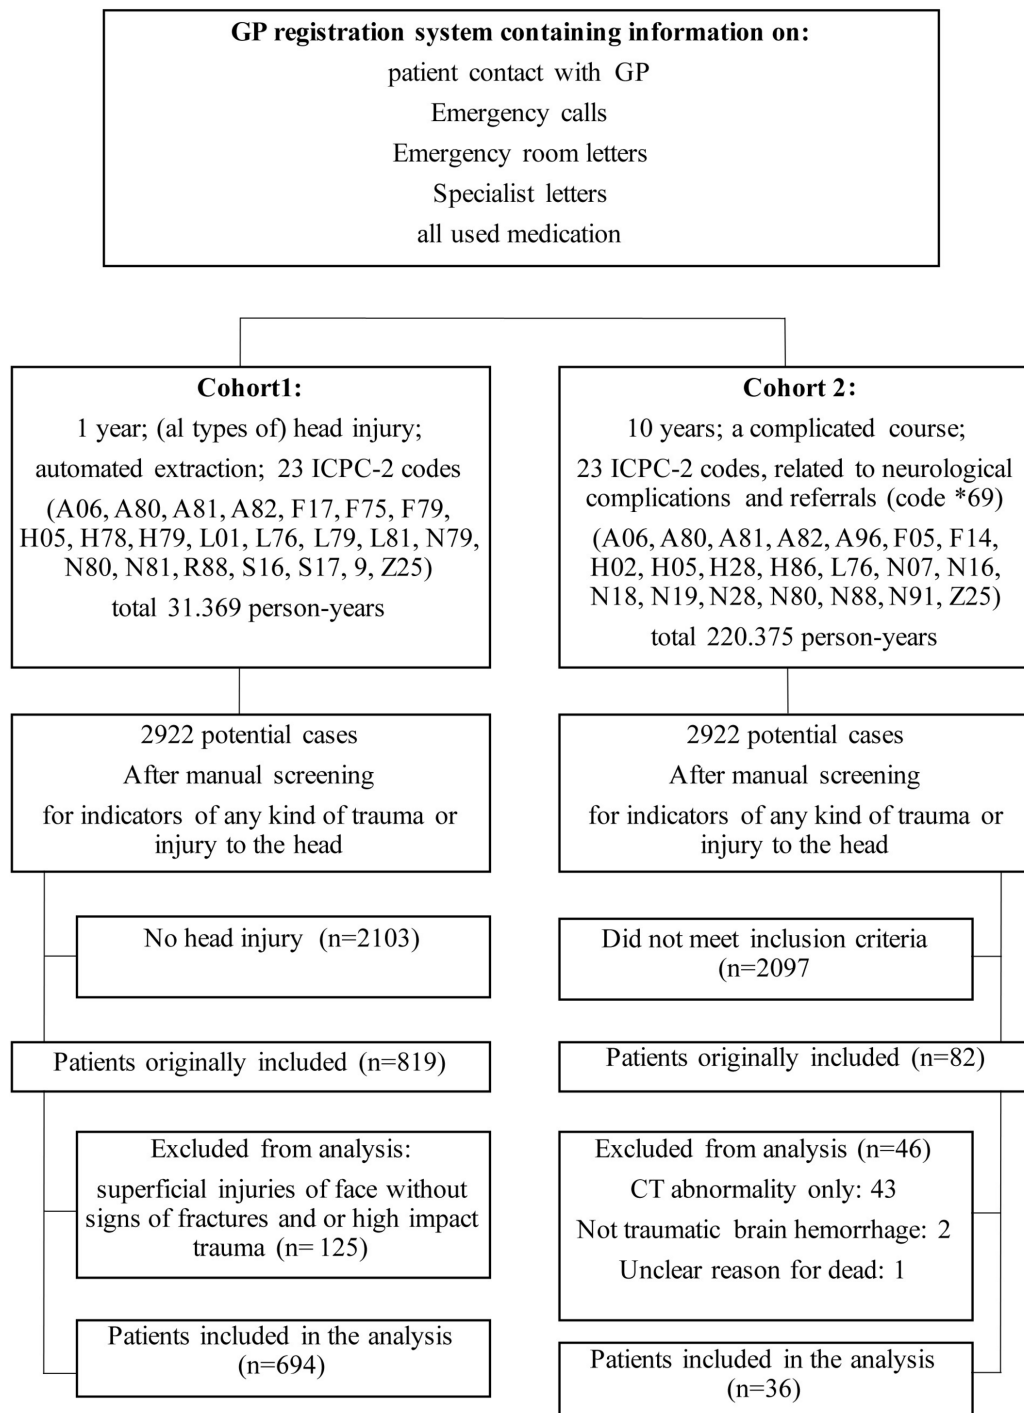 GP registration system containing information on:
patient contact with GP
Emergency calls
Emergency room letters
Specialist letters
all used medication
Cohort1:
1 year; (al types of) head injury;
automated extraction; 23 ICPC-2 codes
(A06, A80, A81, A82, F17, F75, F79,
H05, H78, H79, L01, L76, L79, L81, N79,
N80, N81, R88, S16, S17, 9, Z25)
total 31.369 person-years
Cohort 2:
10 years; a complicated course;
23 ICPC-2 codes, related to neurological
complications and referrals (code *69)
(A06, A80, A81, A82, A96, F05, F14,
H02, H05, H28, H86, L76, N07, N16,
N18, N19, N28, N80, N88, N91, Z25)
total 220.375 person-years
2922 potential cases
After manual screening
for indicators of any kind of trauma or
injury to the head
2922 potential cases
After manual screening
for indicators of any kind of trauma or
injury to the head
No head injury (n=2103)
Did not meet inclusion criteria
(n=2097
Patients originally included (n=819)
Patients originally included (n=82)
Excluded from analysis:
superficial injuries of face without
signs of fractures and or high impact
trauma (n= 125)
Excluded from analysis (n=46)
CT abnormality only: 43
Not traumatic brain hemorrhage: 2
Unclear reason for dead: 1
Patients included in the analysis
(n=694)
Patients included in the analysis
(n=36)